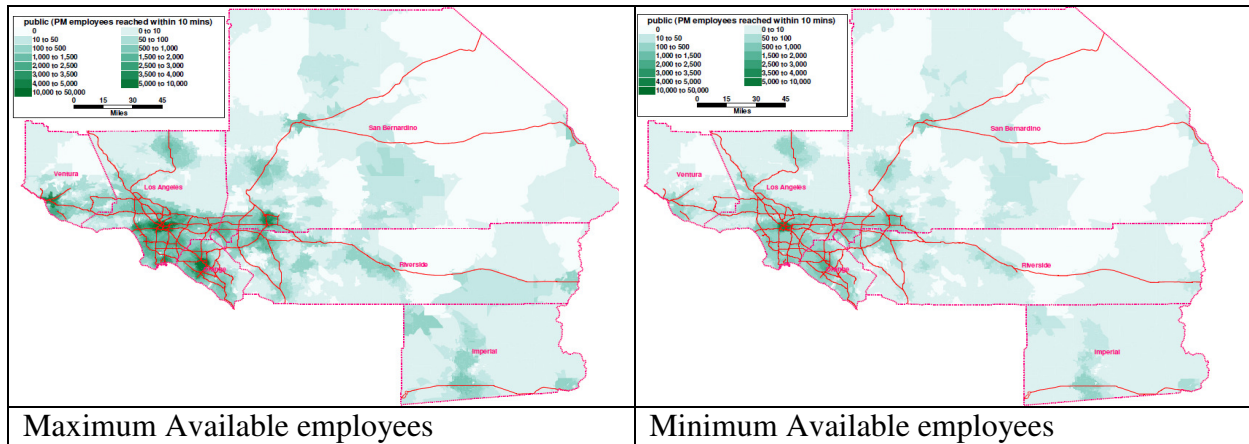 public (PM employees reached within 10 mins)
0 0 to 10
10 to 50 50 to 100
100 to 500 500 to 1,000
1,000 to 1,500 1,500 to 2,000
2,000 to 2,500 2,500 to 3,000
3,000 to 3,500 3,500 to 4,000
4,000 to 5,000 5,000 to 10,000
10,000 to 50,000
0 15 30 45
Miles
San Bernardino
Ventura
Los Angeles
Orange
Riverside
Imperial
public (PM employees reached within 10 mins)
0 0 to 10
10 to 50 50 to 100
100 to 500 500 to 1,000
1,000 to 1,500 1,500 to 2,000
2,000 to 2,500 2,500 to 3,000
3,000 to 3,500 3,500 to 4,000
4,000 to 5,000 5,000 to 10,000
10,000 to 50,000
0 15 30 45
Miles
San Bernardino
Ventura
Los Angeles
Orange
Riverside
Imperial
Maximum Available employees
Minimum Available employees